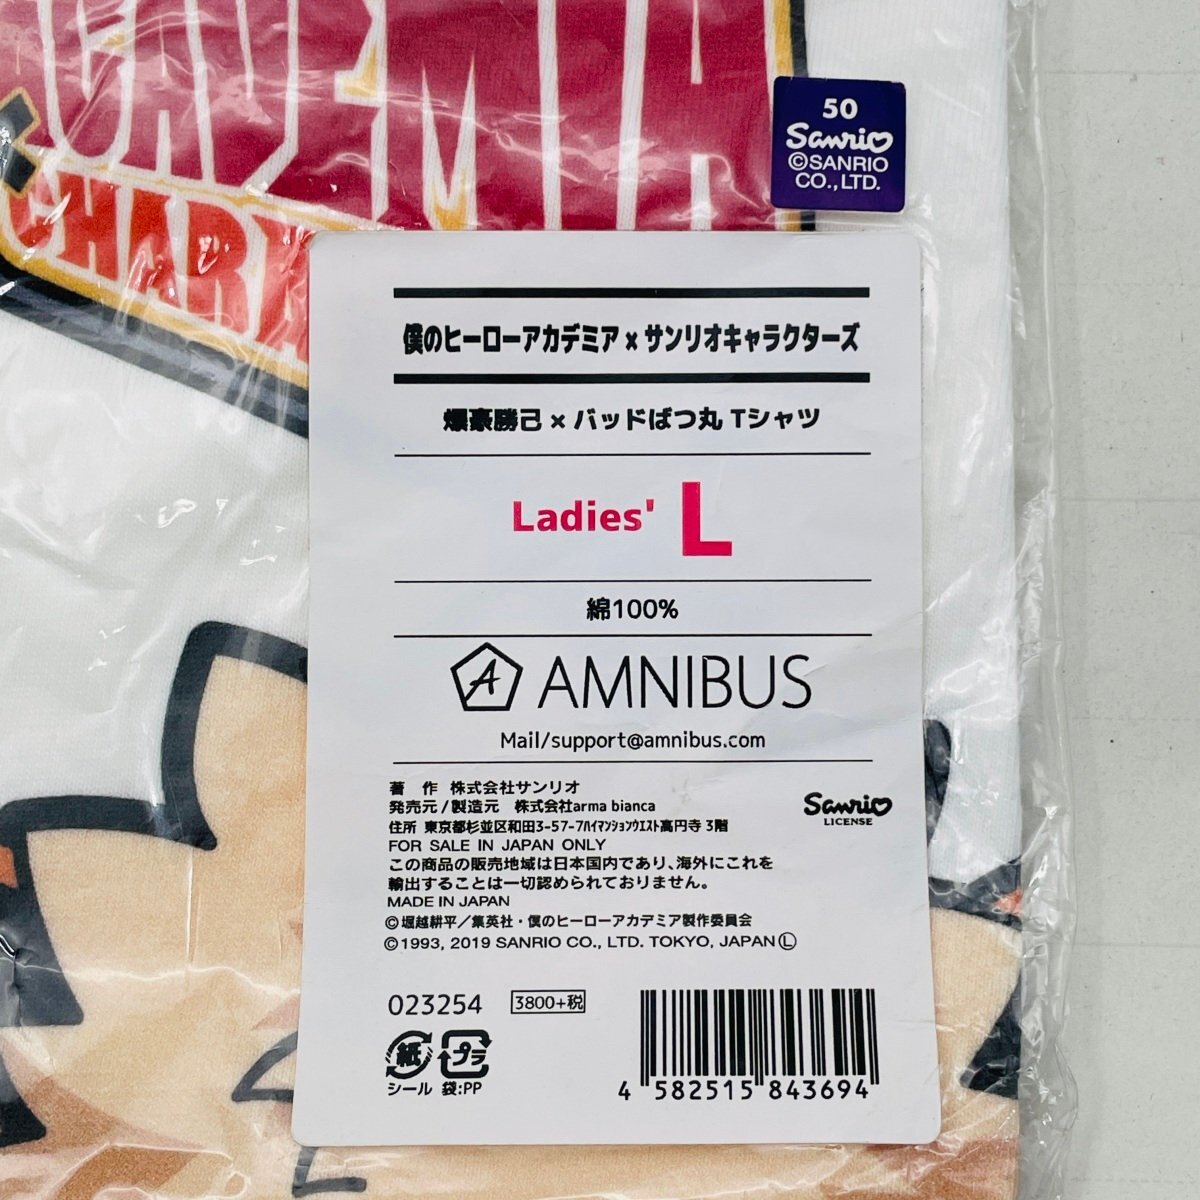 ACADEMIA
CHARA
50
Sanrio
©SANRIO
CO.,LTD.
僕のヒーローアカデミア×サンリオキャラクターズ
爆豪勝己×バッドばつ丸 Tシャツ
Ladies' L
綿100%
A AMNIBUS
Mail/support@amnibus.com
著 作 株式会社サンリオ
発売元/製造元 株式会社arma bianca
住所 東京都杉並区和田3-57-7ハイマンションウエスト高円寺 3階
FOR SALE IN JAPAN ONLY
この商品の販売地域は日本国内であり、海外にこれを
輸出することは一切認められておりません。
MADE IN JAPAN
©堀越耕平/集英社・僕のヒーローアカデミア製作委員会
©1993, 2019 SANRIO CO., LTD. TOKYO, JAPAN Ⓛ
Sanrio
LICENSE
023254 3800+税
紙 プラ
シール 袋:PP
4 582515 843694